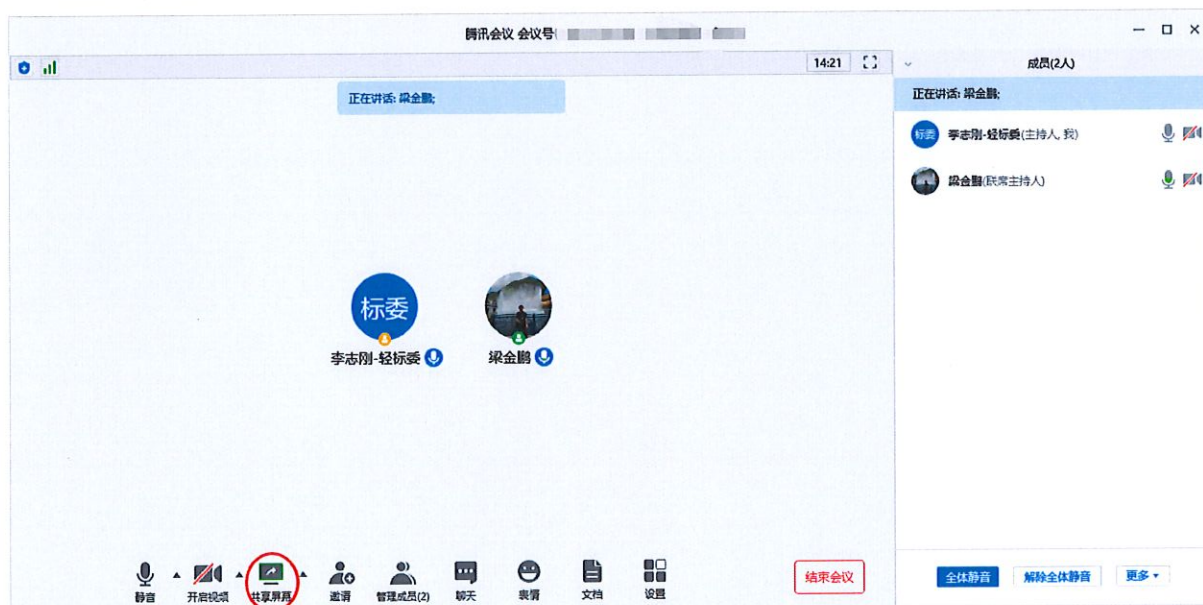 腾讯会议 会议号
14:21
成员(2人)
正在讲话: 梁金鹏;
正在讲话: 梁金鹏;
标委 李志刚-轻标委(主持人, 我)
梁金鹏(联席主持人)
标委
李志刚-轻标委
梁金鹏
静音
开启视频
共享屏幕
邀请
管理成员(2)
聊天
表情
文档
设置
结束会议
全体静音
解除全体静音
更多